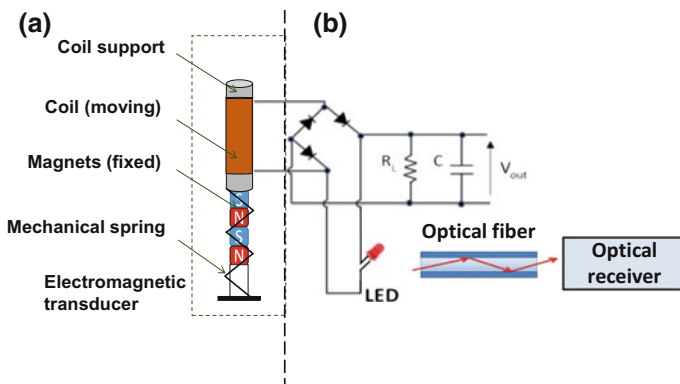 (a)
Coil support
Coil (moving)
Magnets (fixed)
Mechanical spring
Electromagnetic
transducer
S
N
S
N
(b)
RL
C
Vout
LED
Optical fiber
Optical
receiver